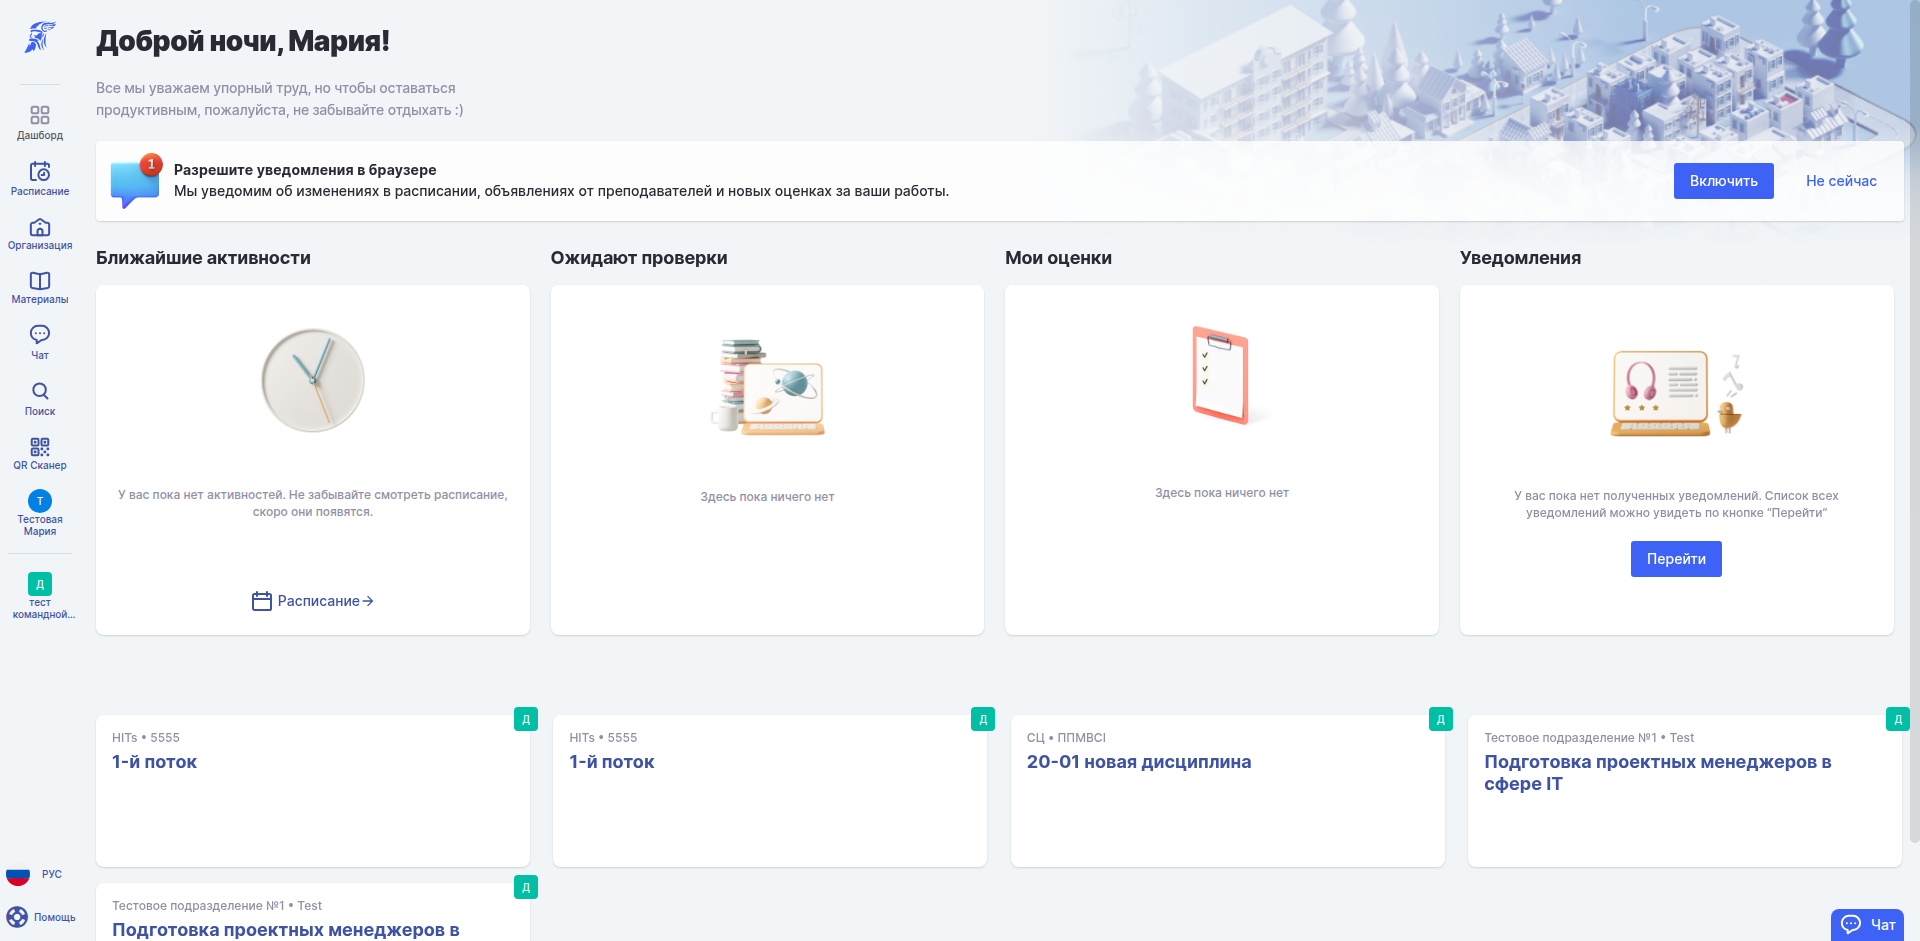 Доброй ночи, Мария!
Все мы уважаем упорный труд, но чтобы оставаться
продуктивным, пожалуйста, не забывайте отдыхать :)
Дашборд
Расписание
Организация
Материалы
Чат
Поиск
QR Сканер
Т
Тестовая
Мария
Д
тест
командной...
РУС
Помощь
1
Разрешите уведомления в браузере
Мы уведомим об изменениях в расписании, объявлениях от преподавателей и новых оценках за ваши работы.
Включить
Не сейчас
Ближайшие активности
У вас пока нет активностей. Не забывайте смотреть расписание,
скоро они появятся.
Расписание
Ожидают проверки
Здесь пока ничего нет
Мои оценки
Здесь пока ничего нет
Уведомления
У вас пока нет полученных уведомлений. Список всех
уведомлений можно увидеть по кнопке “Перейти”
Перейти
Д
HITs • 5555
1-й поток
Д
HITs • 5555
1-й поток
Д
СЦ • ППМВСІ
20-01 новая дисциплина
Д
Тестовое подразделение №1 • Test
Подготовка проектных менеджеров в
сфере IT
Д
Тестовое подразделение №1 • Test
Подготовка проектных менеджеров в
Чат